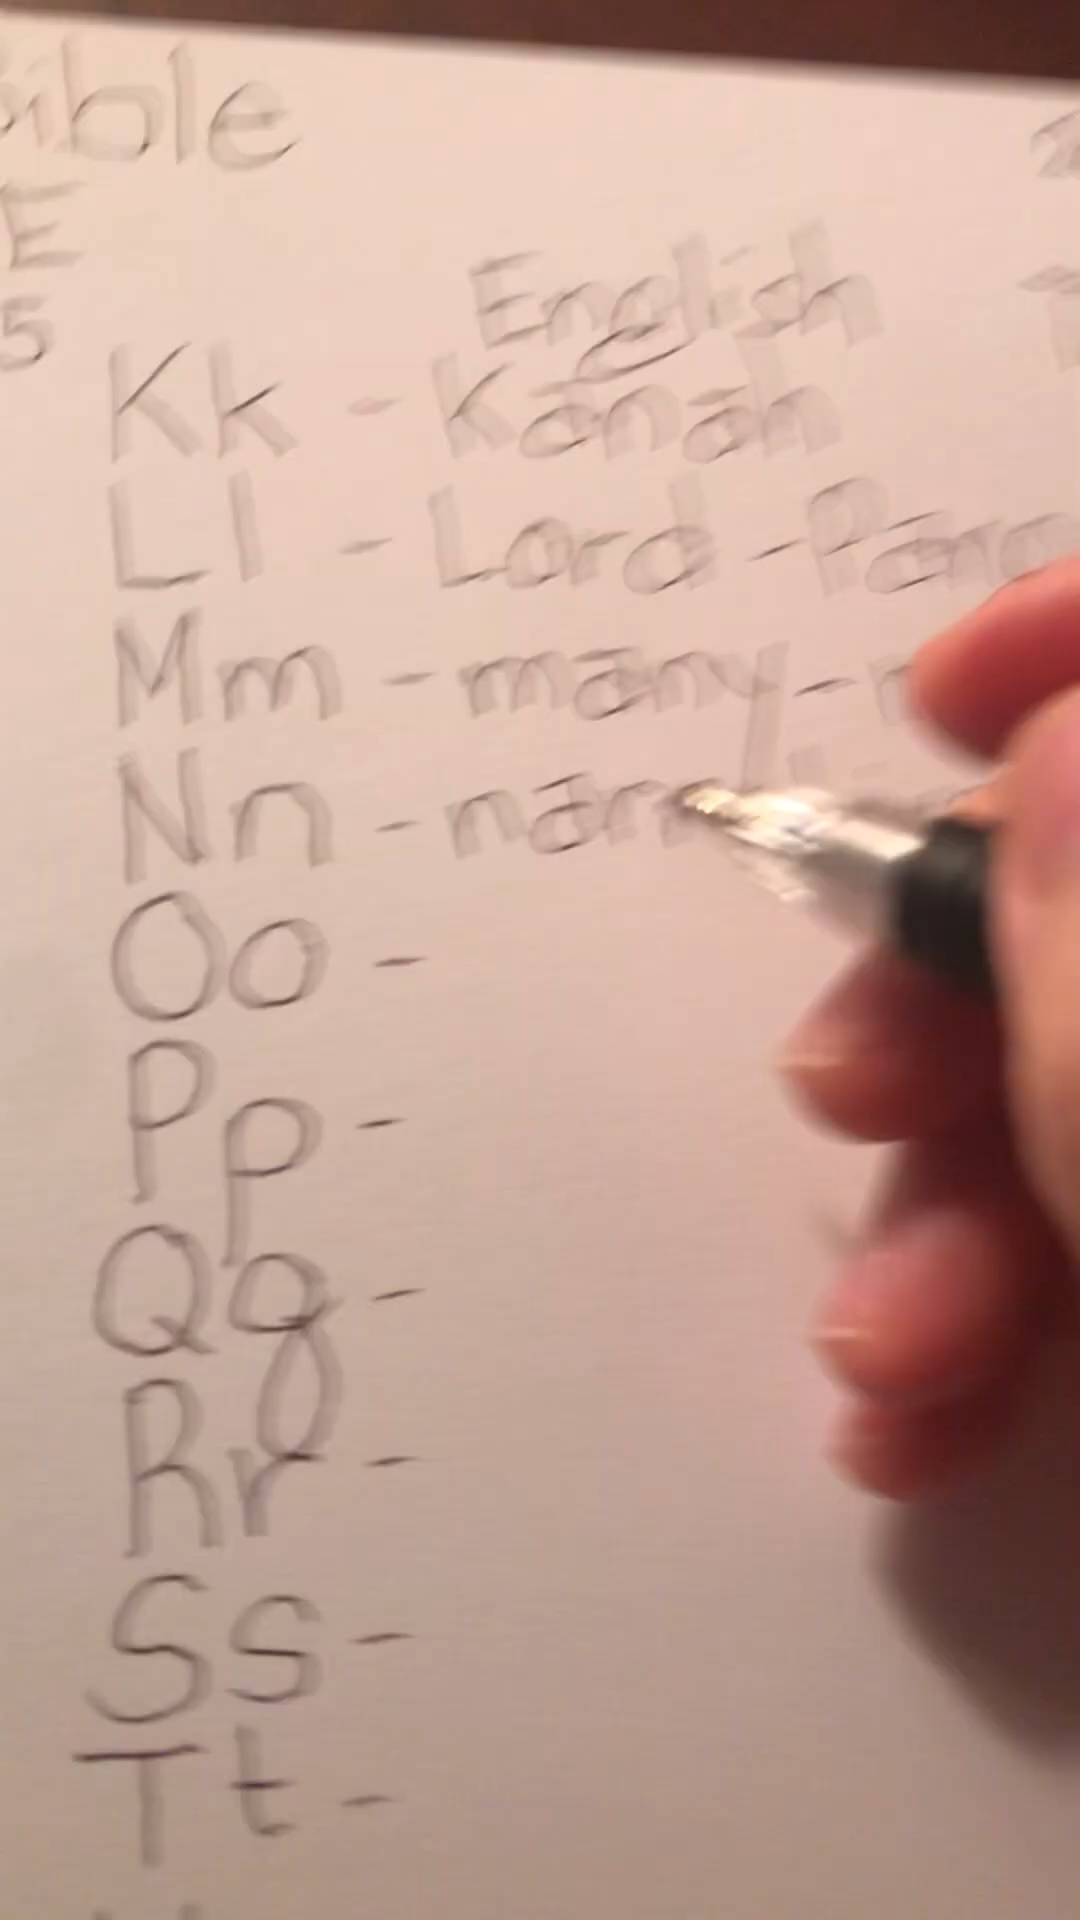 ible
E
English
5
Kk - Kanah
Ll - Lord -
Mm - many -
Nn -
Oo -
Pp -
Qq -
Rr -
Ss -
Tt -